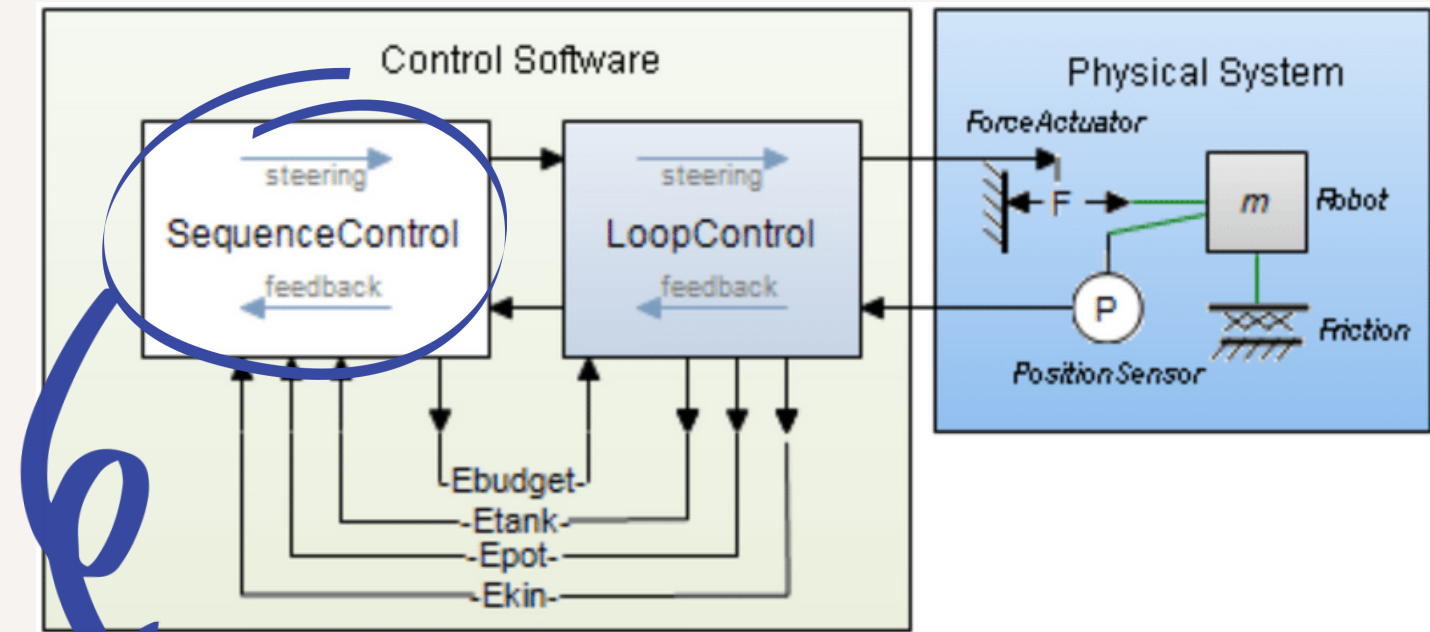 Control Software
steering
SequenceControl
feedback
steering
LoopControl
feedback
Ebudget
Etank
Epot
Ekin
Physical System
ForceActuator
F
m
Robot
P
PositionSensor
Friction